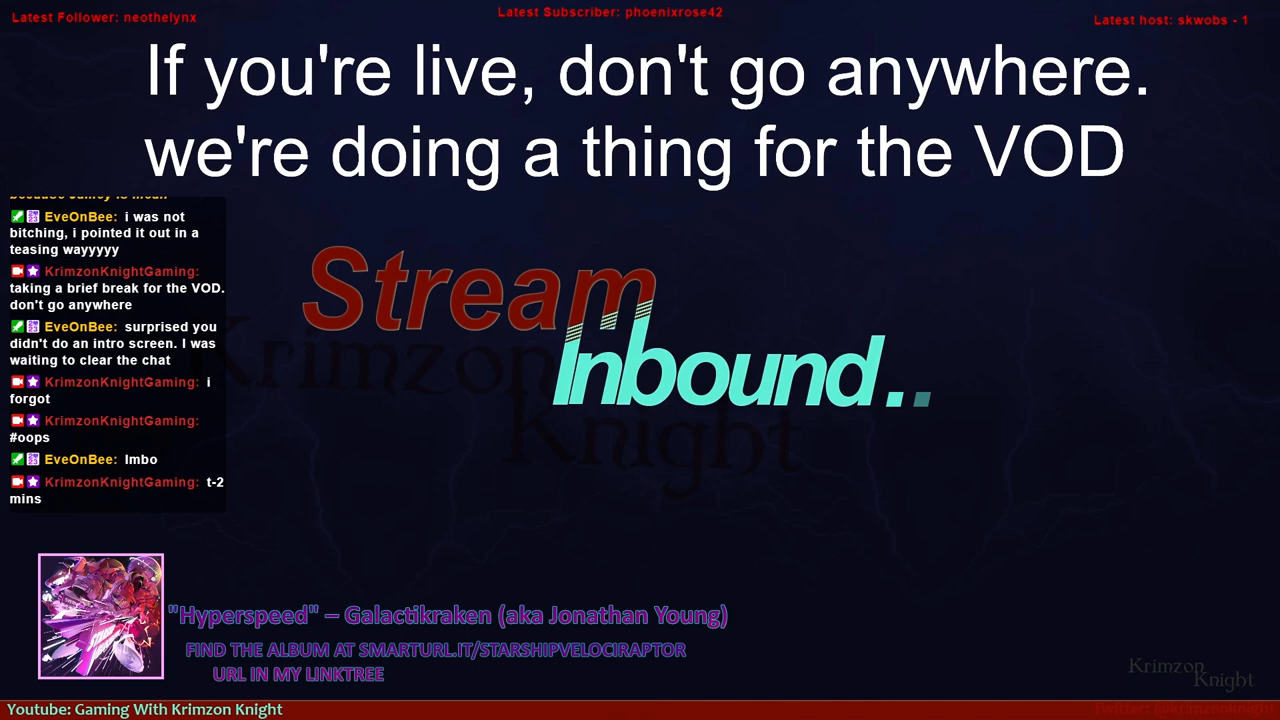 Latest Follower: neothelynx
Latest Subscriber: phoenixrose42
Latest host: skwobs - 1
If you're live, don't go anywhere.
we're doing a thing for the VOD
EveOnBee: i was not
bitching, i pointed it out in a
teasing wayyyyy
KrimzonKnightGaming:
taking a brief break for the VOD.
don't go anywhere
EveOnBee: surprised you
didn't do an intro screen. I was
waiting to clear the chat
KrimzonKnightGaming: i
forgot
KrimzonKnightGaming:
#oops
EveOnBee: lmbo
KrimzonKnightGaming: t-2
mins
Stream
Inbound..
Krimzon
Knight
"Hyperspeed" – Galactikraken (aka Jonathan Young)
FIND THE ALBUM AT SMARTURL.IT/STARSHIPVELOCIRAPTOR
URL IN MY LINKTREE
Krimzon
Knight
Youtube: Gaming With Krimzon Knight
Twitter: @krimzonknight